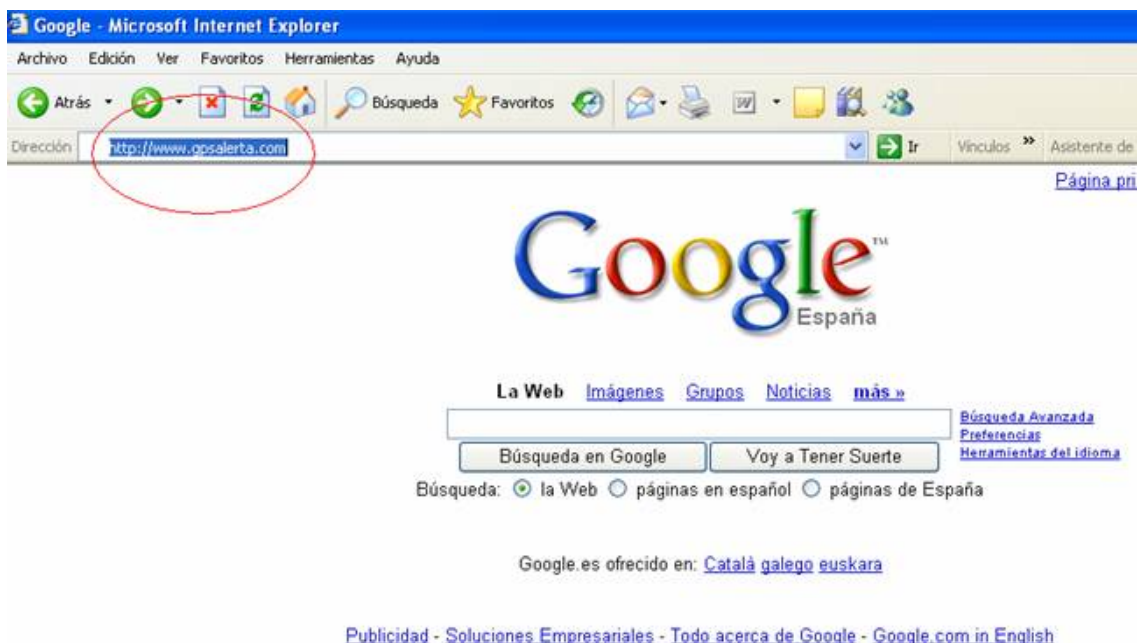 Google - Microsoft Internet Explorer
Archivo Edición Ver Favoritos Herramientas Ayuda
Atrás Búsqueda Favoritos
Dirección http://www.gpsalerta.com Ir Vínculos » Asistente de
Página pri
Google™
España
La Web Imágenes Grupos Noticias más »
Búsqueda Avanzada
Preferencias
Herramientas del idioma
Búsqueda en Google Voy a Tener Suerte
Búsqueda: la Web páginas en español páginas de España
Google.es ofrecido en: Català galego euskara
Publicidad - Soluciones Empresariales - Todo acerca de Google - Google.com in English